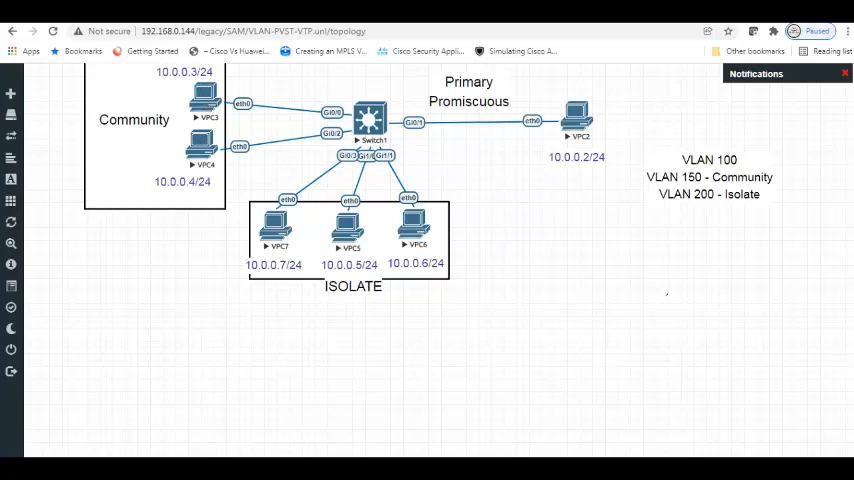 Not secure | 192.168.0.144/legacy/SAM/VLAN-PVST-VTP.unl/topology
Paused
Apps
Bookmarks
Getting Started
– Cisco Vs Huawei...
Creating an MPLS V...
Cisco Security Appli...
Simulating Cisco A...
Other bookmarks
Reading list
Notifications
10.0.0.3/24
Primary
Promiscuous
Community
eth0
Gi0/0
VPC3
Switch1
Gi0/1
eth0
VPC2
Gi0/2
eth0
VPC4
10.0.0.4/24
10.0.0.2/24
VLAN 100
VLAN 150 - Community
VLAN 200 - Isolate
Gi0/3
Gi1/0
Gi1/1
eth0
eth0
eth0
VPC7
VPC5
VPC6
10.0.0.7/24
10.0.0.5/24
10.0.0.6/24
ISOLATE